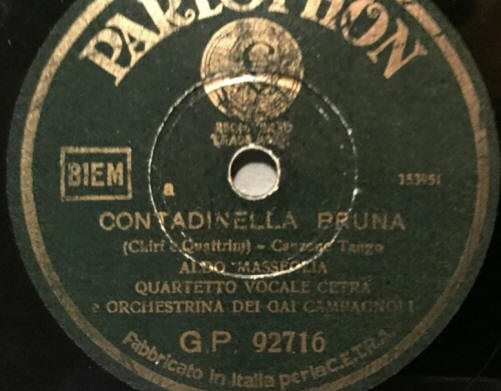 PARLOPHON
BIEM
a
153951
CONTADINELLA BRUNA
(Chiri e Quattrini) - Canzone Tango
ALDO MASSEGLIA
QUARTETTO VOCALE CETRA
e ORCHESTRINA DEI GAI CAMPAGNOLI
G.P. 92716
Fabbricato in Italia per la C.E.T.R.A.